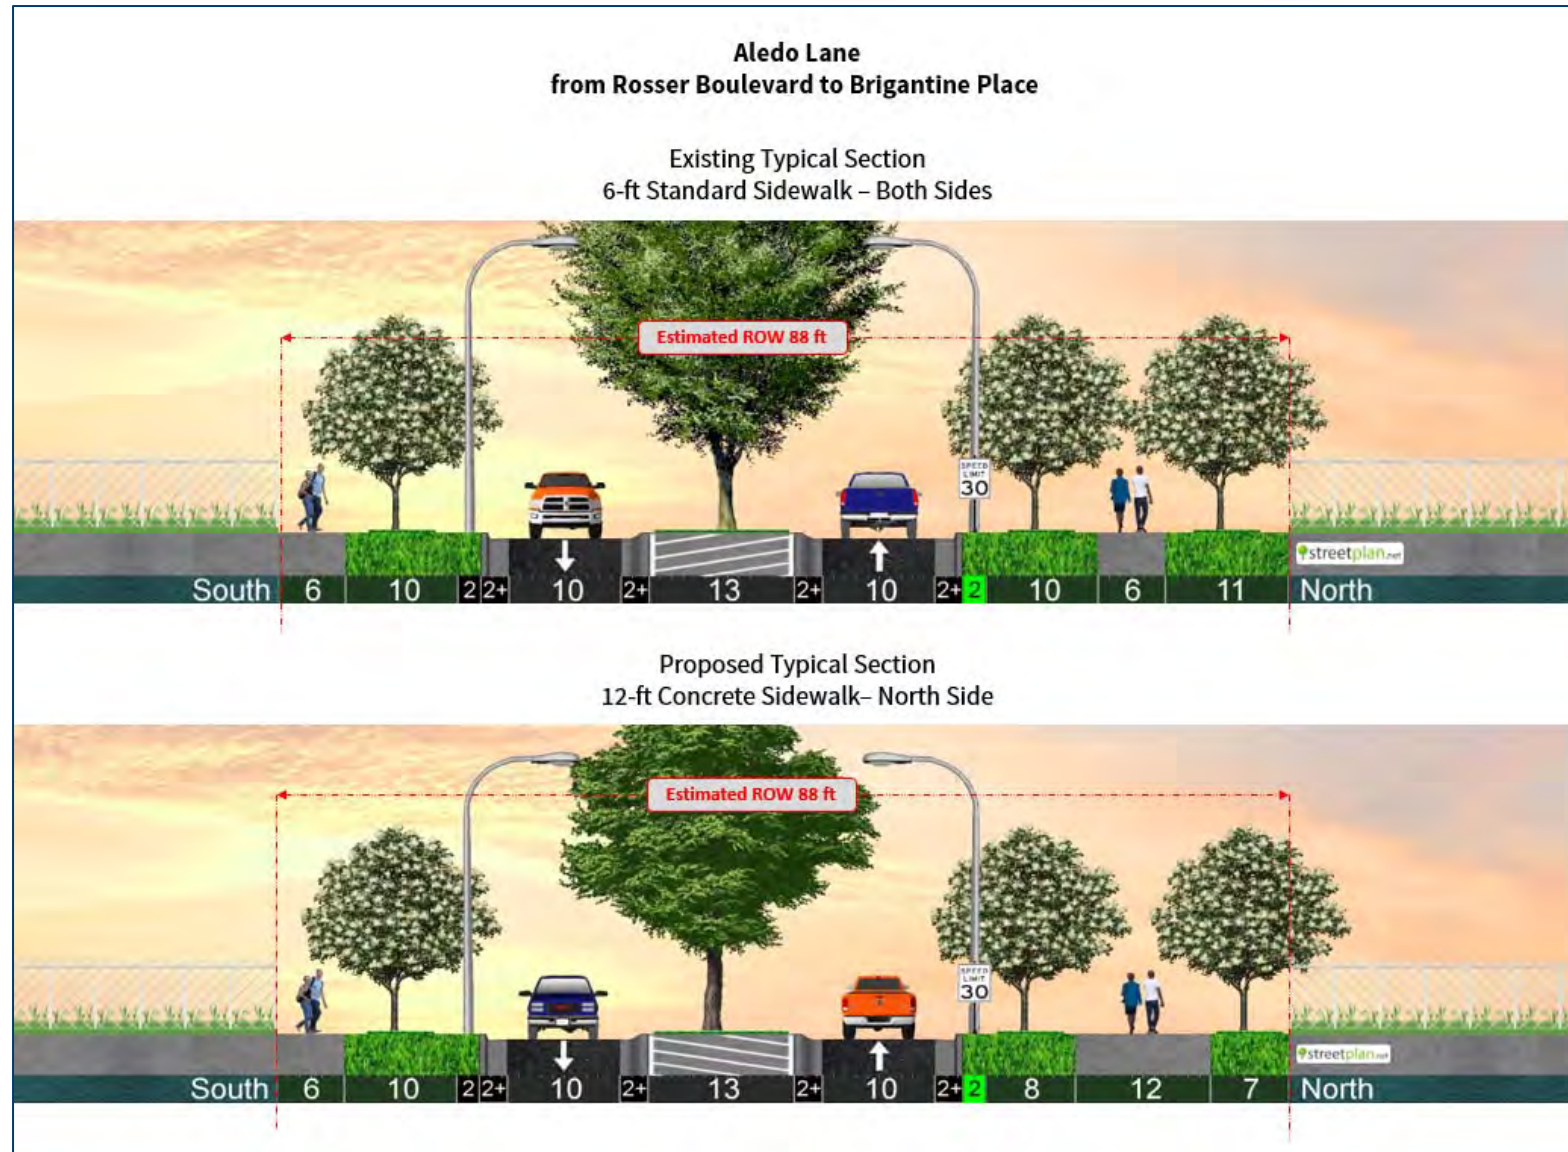 Aledo Lane
from Rosser Boulevard to Brigantine Place
Existing Typical Section
6-ft Standard Sidewalk – Both Sides
Estimated ROW 88 ft
SPEED
LIMIT
30
streetplan.net
South 6 10 2 2+ 10 2+ 13 2+ 10 2+ 2 10 6 11 North
Proposed Typical Section
12-ft Concrete Sidewalk– North Side
Estimated ROW 88 ft
SPEED
LIMIT
30
streetplan.net
South 6 10 2 2+ 10 2+ 13 2+ 10 2+ 2 8 12 7 North